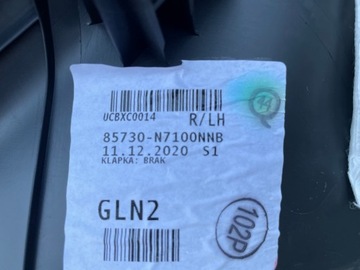 UCBXC0014 R/LH
85730-N7100NNB
11.12.2020 S1
KLAPKA: BRAK
GLN2
102P